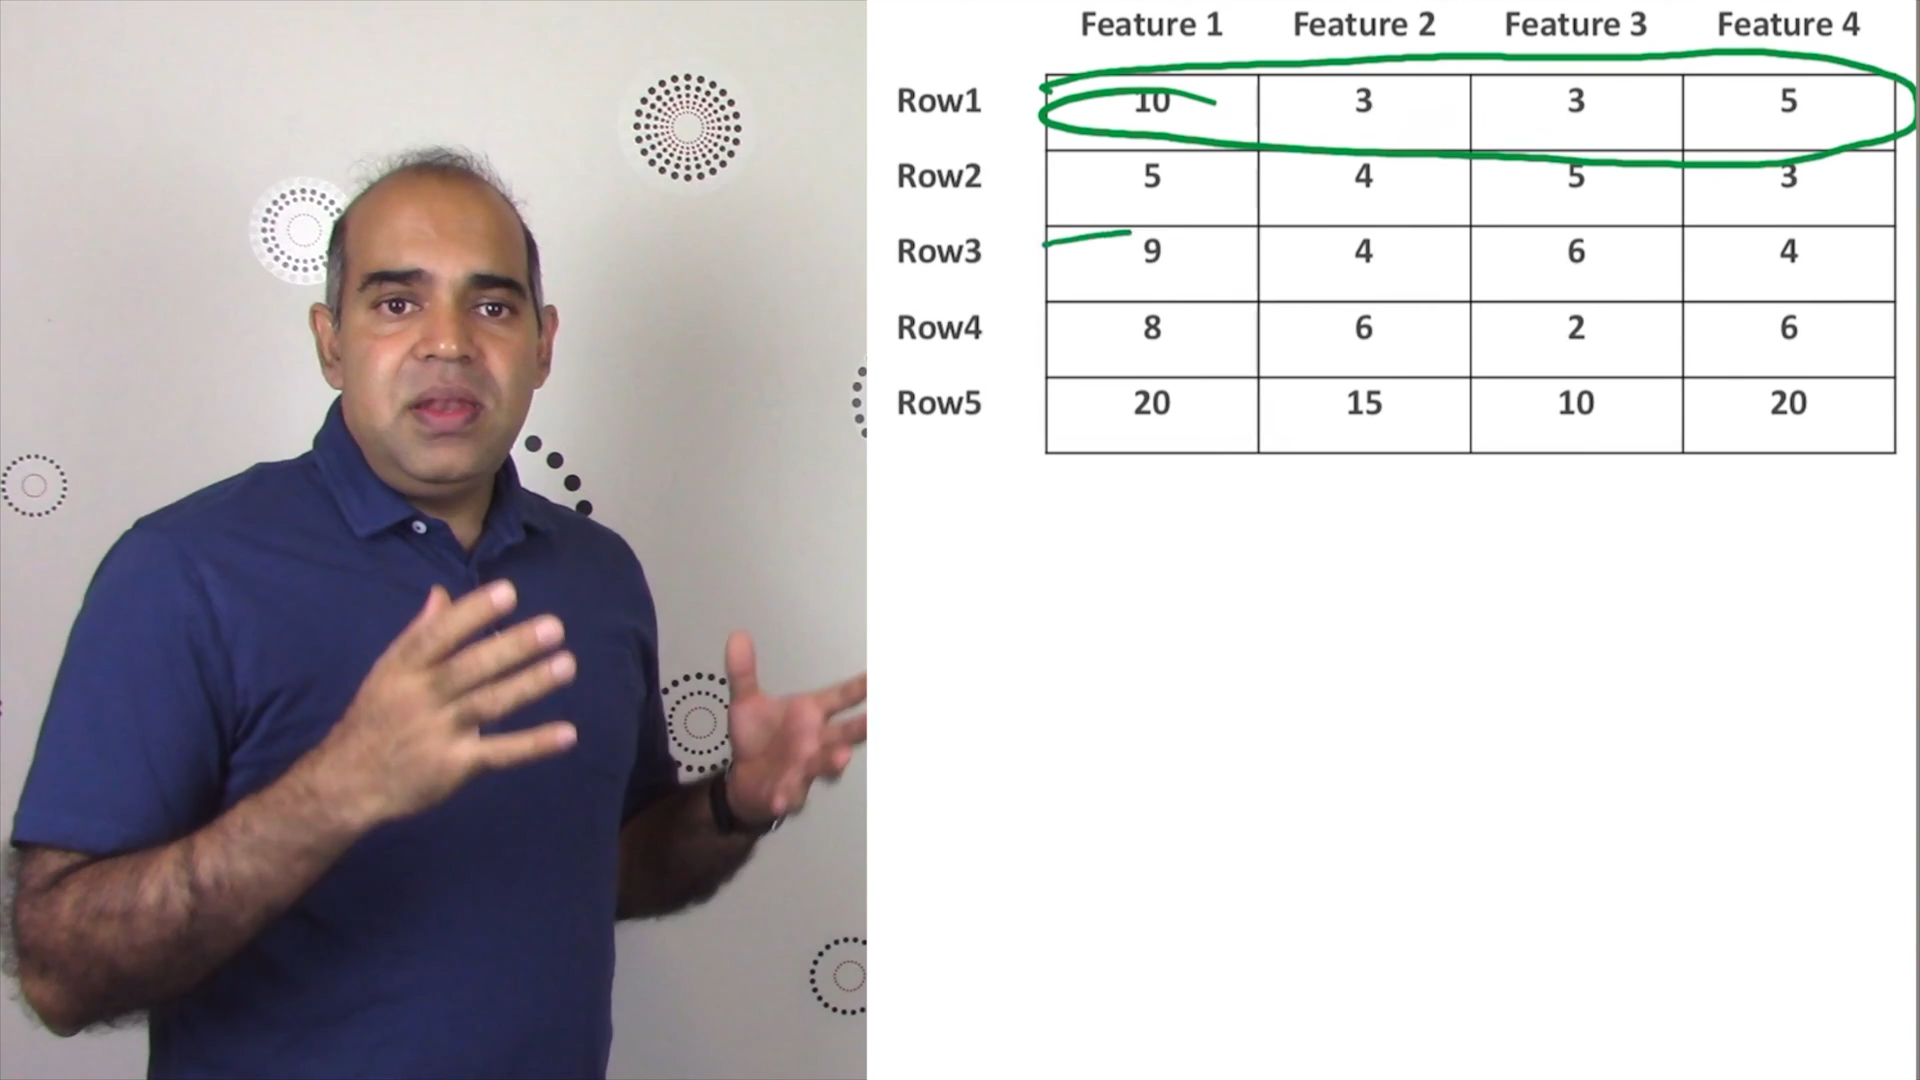 Feature 1 Feature 2 Feature 3 Feature 4
Row1 10 3 3 5
Row2 5 4 5 3
Row3 9 4 6 4
Row4 8 6 2 6
Row5 20 15 10 20